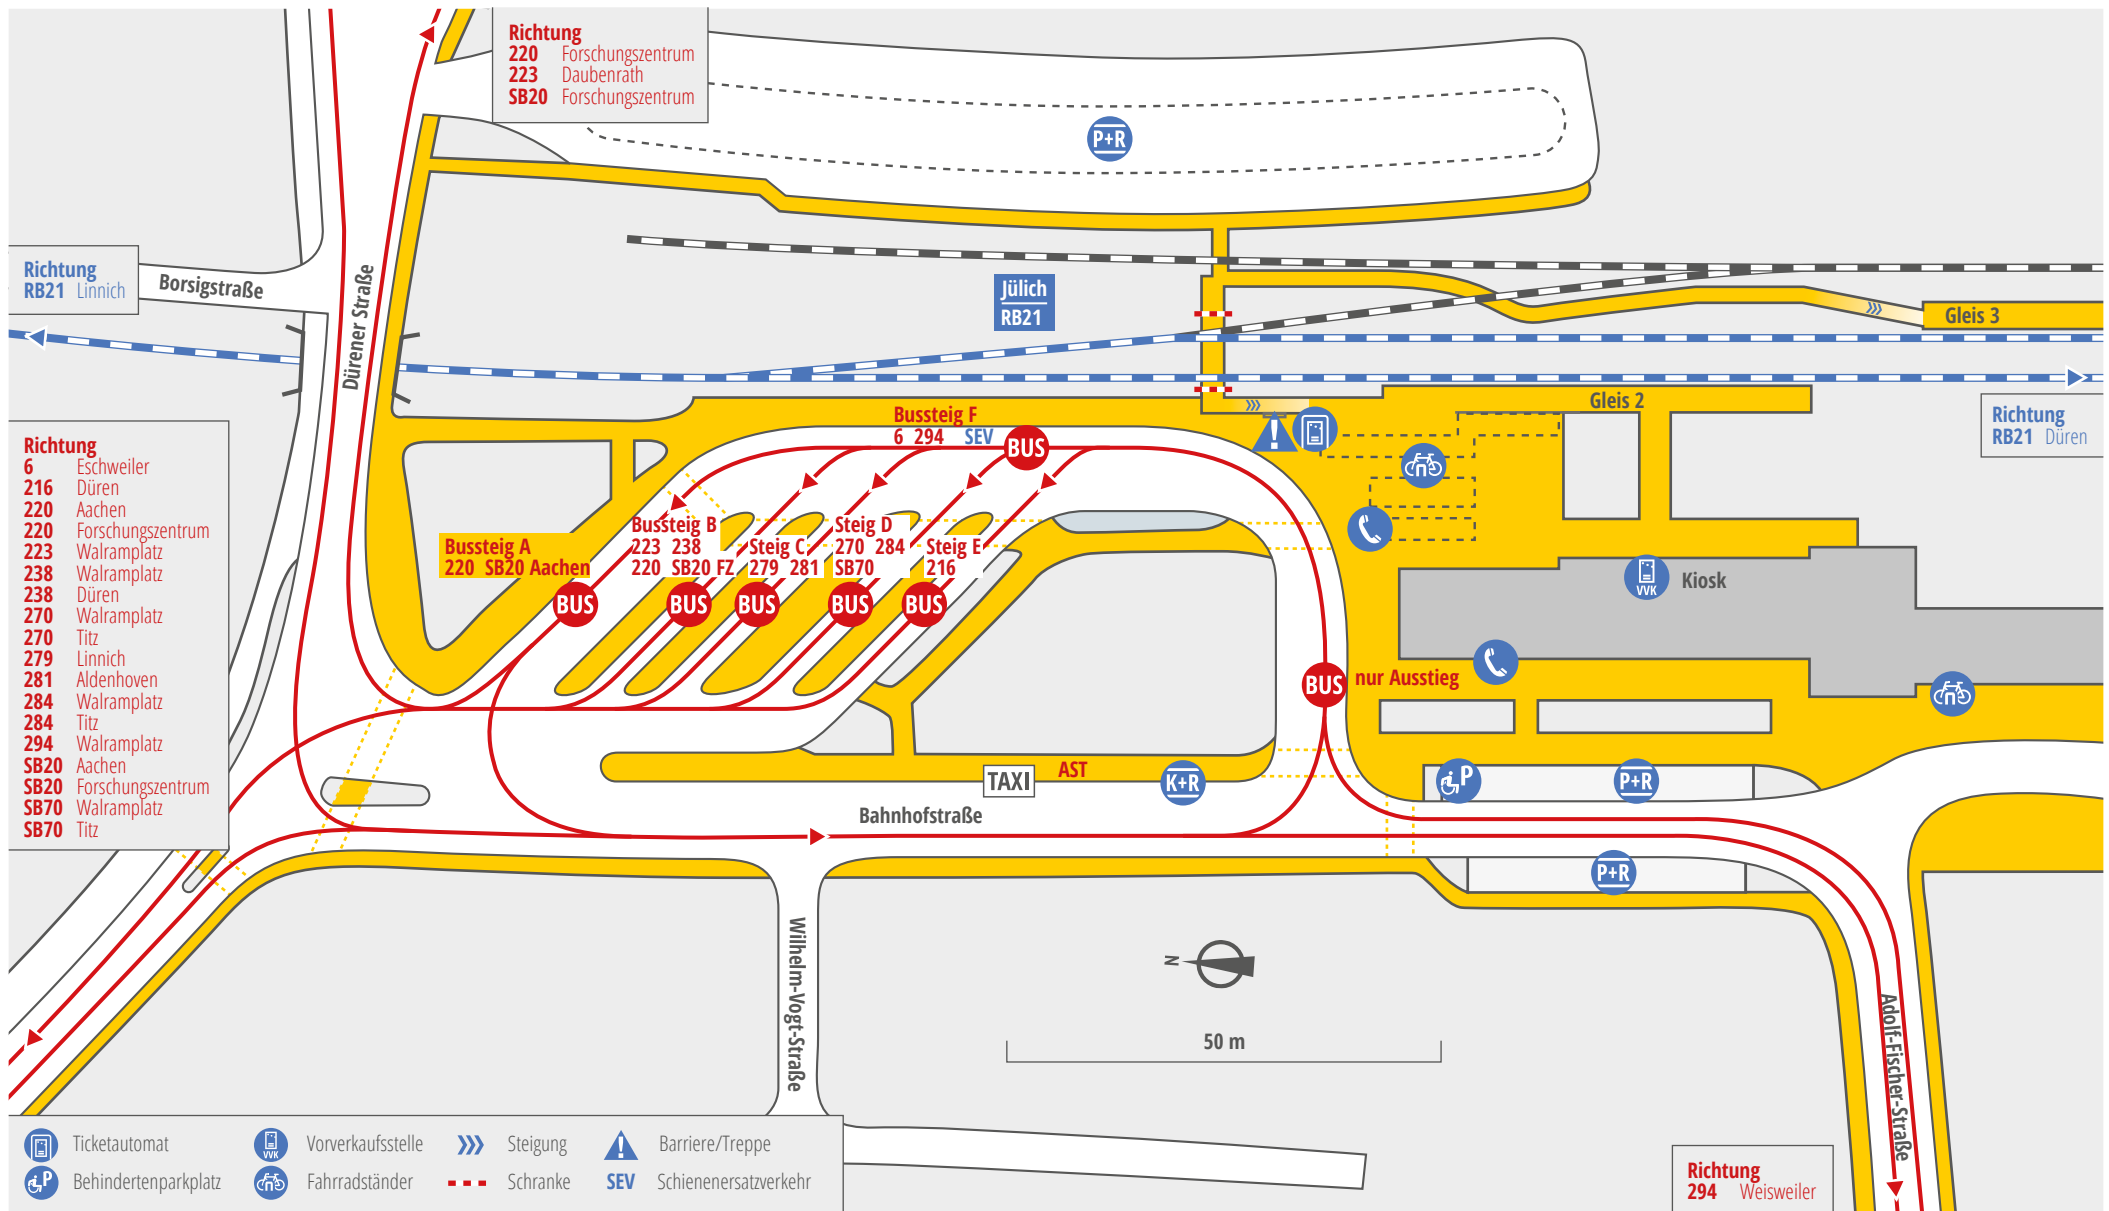 Richtung
220 Forschungszentrum
223 Daubenrath
SB20 Forschungszentrum
P+R
Richtung
RB21 Linnich
Borsigstraße
Dürener Straße
Jülich
RB21
Gleis 3
Gleis 2
Richtung
RB21 Düren
Bussteig F
6 294 SEV
BUS
Richtung
6 Eschweiler
216 Düren
220 Aachen
220 Forschungszentrum
223 Walramplatz
238 Walramplatz
238 Düren
270 Walramplatz
270 Titz
279 Linnich
281 Aldenhoven
284 Walramplatz
284 Titz
294 Walramplatz
SB20 Aachen
SB20 Forschungszentrum
SB70 Walramplatz
SB70 Titz
Bussteig A
220 SB20 Aachen
BUS
Bussteig B
223 238
220 SB20 FZ
BUS
Steig C
279 281
BUS
Steig D
270 284
SB70
BUS
Steig E
216
BUS
VVK
Kiosk
BUS
nur Ausstieg
TAXI
AST
K+R
P
P+R
Bahnhofstraße
P+R
Wilhelm-Vogt-Straße
N
50 m
Adolf-Fischer-Straße
Richtung
294 Weisweiler
Ticketautomat
VVK
Vorverkaufsstelle
Steigung
Barriere/Treppe
P
Behindertenparkplatz
Fahrradständer
Schranke
SEV Schienenersatzverkehr